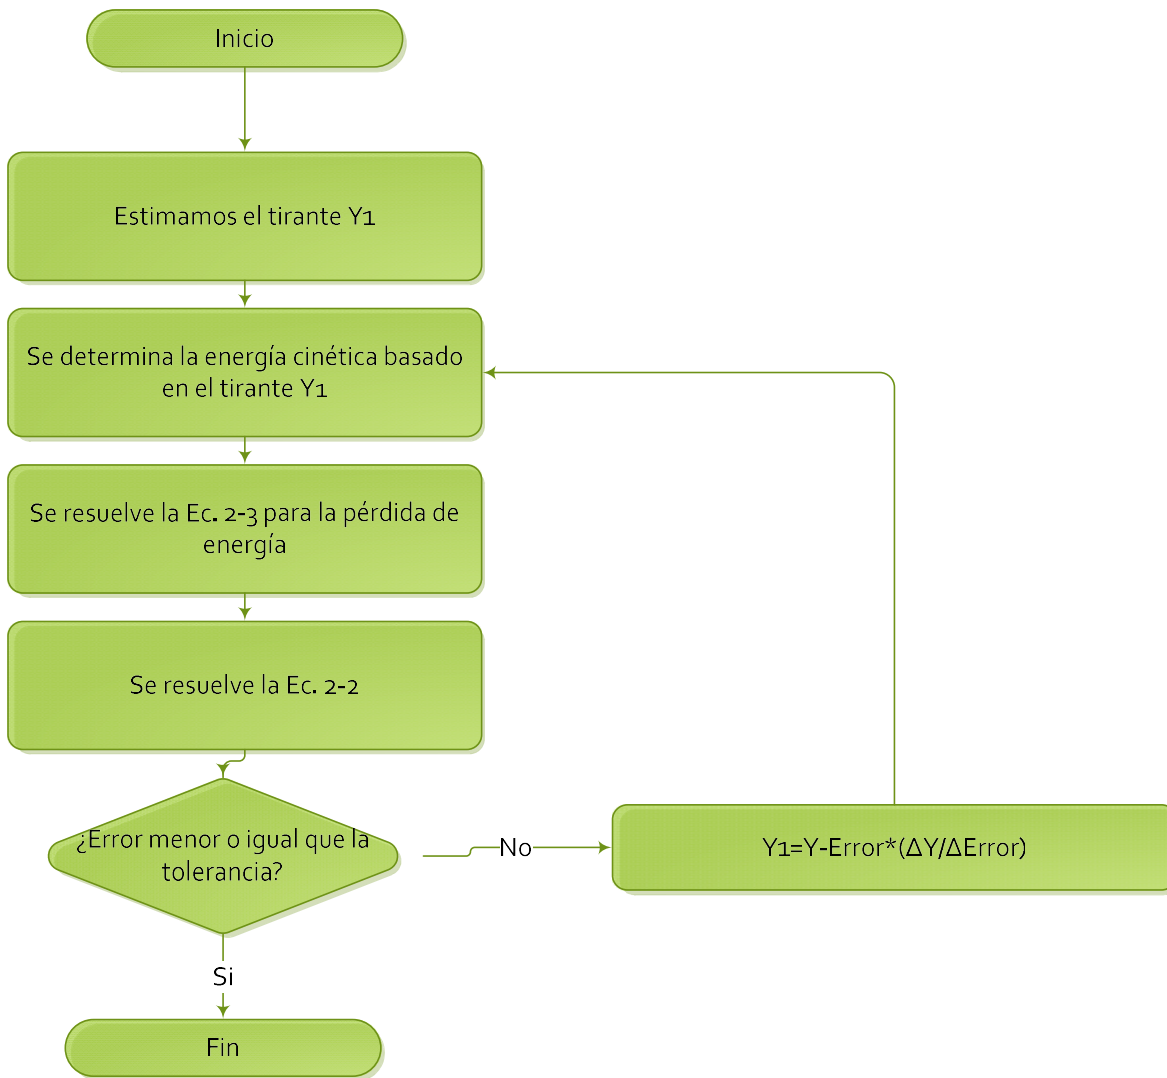 Inicio
Estimamos el tirante Y1
Se determina la energía cinética basado
en el tirante Y1
Se resuelve la Ec. 2-3 para la pérdida de
energía
Se resuelve la Ec. 2-2
¿Error menor o igual que la
tolerancia?
No
Y1=Y-Error*(ΔY/ΔError)
Si
Fin